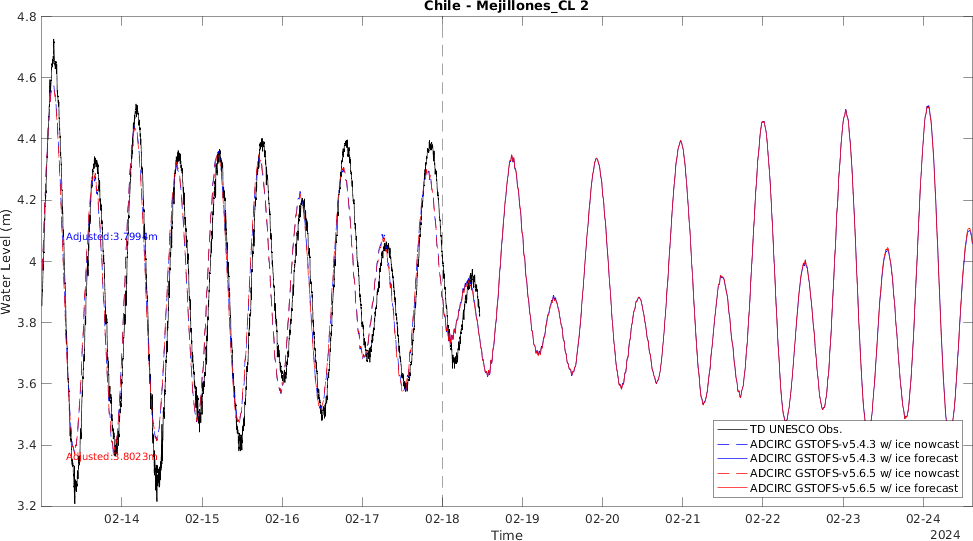 Chile - Mejillones_CL 2
4.8
4.6
4.4
4.2
4
3.8
3.6
3.4
3.2
Water Level (m)
Adjusted:3.7994m
Adjusted:3.8023m
TD UNESCO Obs.
ADCIRC GSTOFS-v5.4.3 w/ ice nowcast
ADCIRC GSTOFS-v5.4.3 w/ ice forecast
ADCIRC GSTOFS-v5.6.5 w/ ice nowcast
ADCIRC GSTOFS-v5.6.5 w/ ice forecast
02-14 02-15 02-16 02-17 02-18 02-19 02-20 02-21 02-22 02-23 02-24
Time
2024